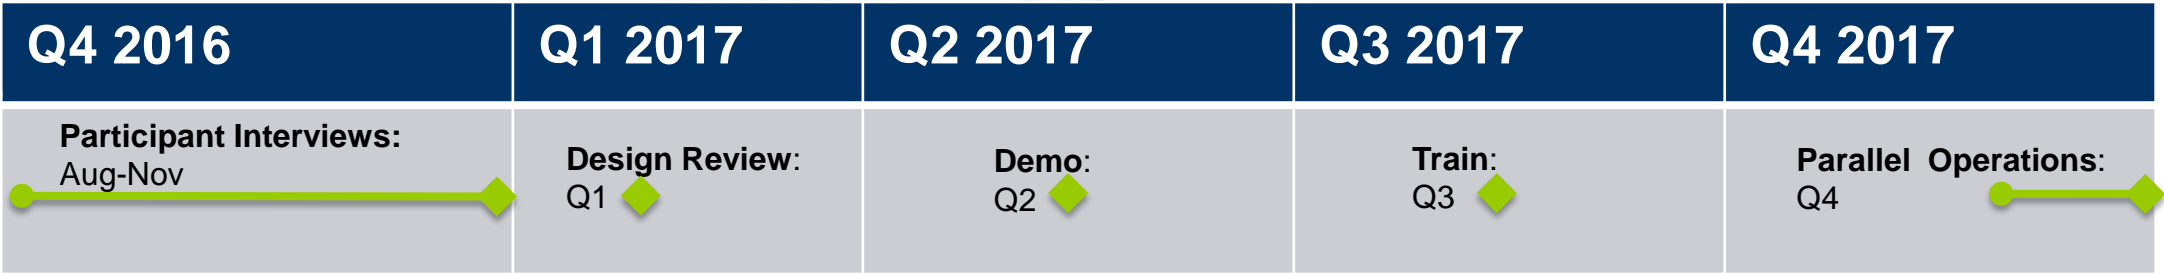 Q4 2016
Q1 2017
Q2 2017
Q3 2017
Q4 2017
Participant Interviews:
Aug-Nov
Design Review:
Q1
Demo:
Q2
Train:
Q3
Parallel Operations:
Q4